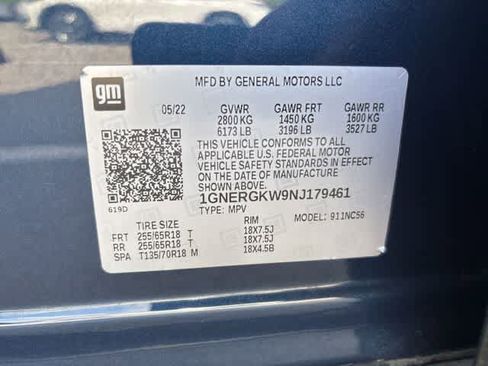 gm
MFD BY GENERAL MOTORS LLC
05/22 GVWR GAWR FRT GAWR RR
2800 KG 1450 KG 1600 KG
6173 LB 3196 LB 3527 LB
THIS VEHICLE CONFORMS TO ALL
APPLICABLE U.S. FEDERAL MOTOR
VEHICLE SAFETY STANDARDS IN EFFECT
ON THE DATE OF MANUFACTURE SHOWN ABOVE.
1GNERGKW9NJ179461
619D
TYPE: MPV MODEL: 911NC56
TIRE SIZE RIM
FRT 255/65R18 T 18X7.5J
RR 255/65R18 T 18X7.5J
SPA T135/70R18 M 18X4.5B